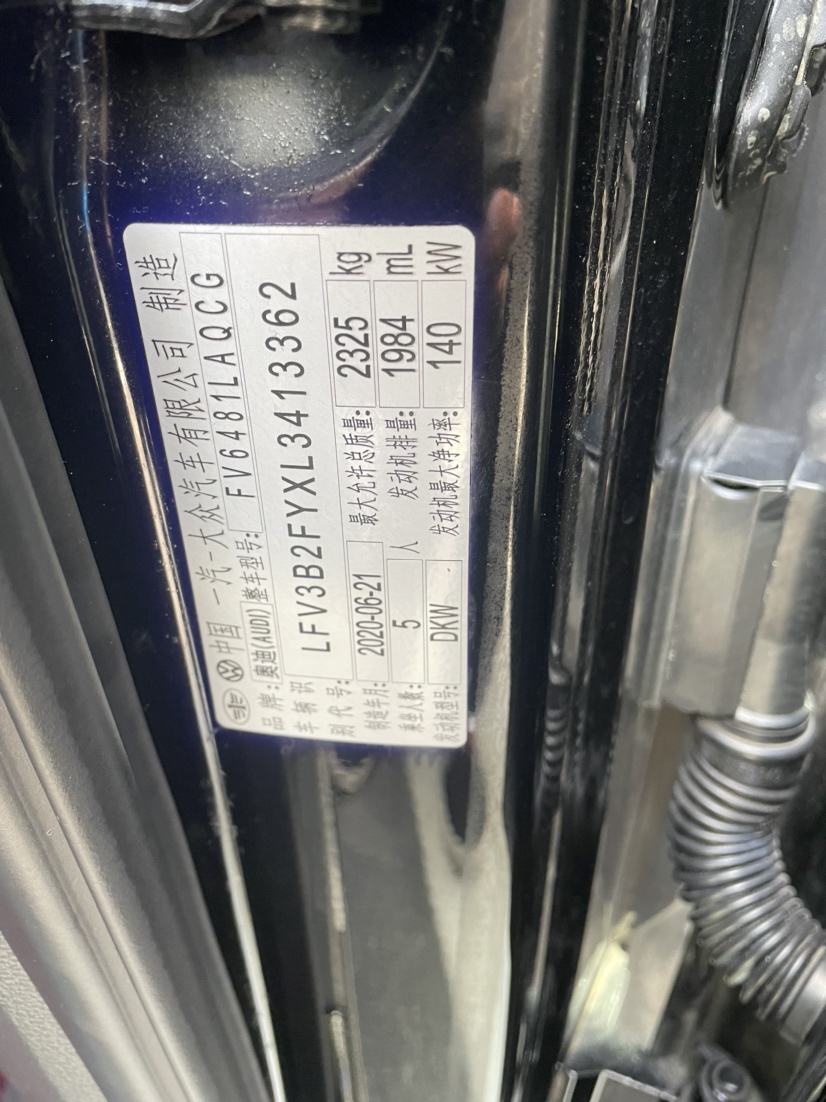 中国 一汽-大众汽车有限公司 制造
品牌: 奥迪(AUDI) 整车型号: FV6481LAQCG
车辆识别代号: LFV3B2FYXL3413362
制造年月: 2020-06-21 最大允许总质量: 2325 kg
乘坐人数: 5 人 发动机排量: 1984 mL
发动机型号: DKW 发动机最大净功率: 140 kW